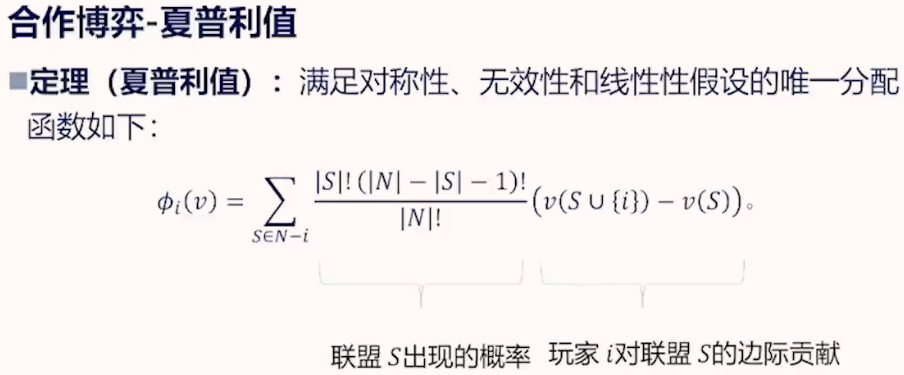 合作博弈-夏普利值
■定理（夏普利值）：满足对称性、无效性和线性性假设的唯一分配
函数如下：
ϕᵢ(v) = ∑_{S∈N−i} \frac{|S|! (|N| − |S| − 1)!}{|N|!} (v(S ∪ {i}) − v(S))。
联盟 S出现的概率 玩家 i对联盟 S的边际贡献